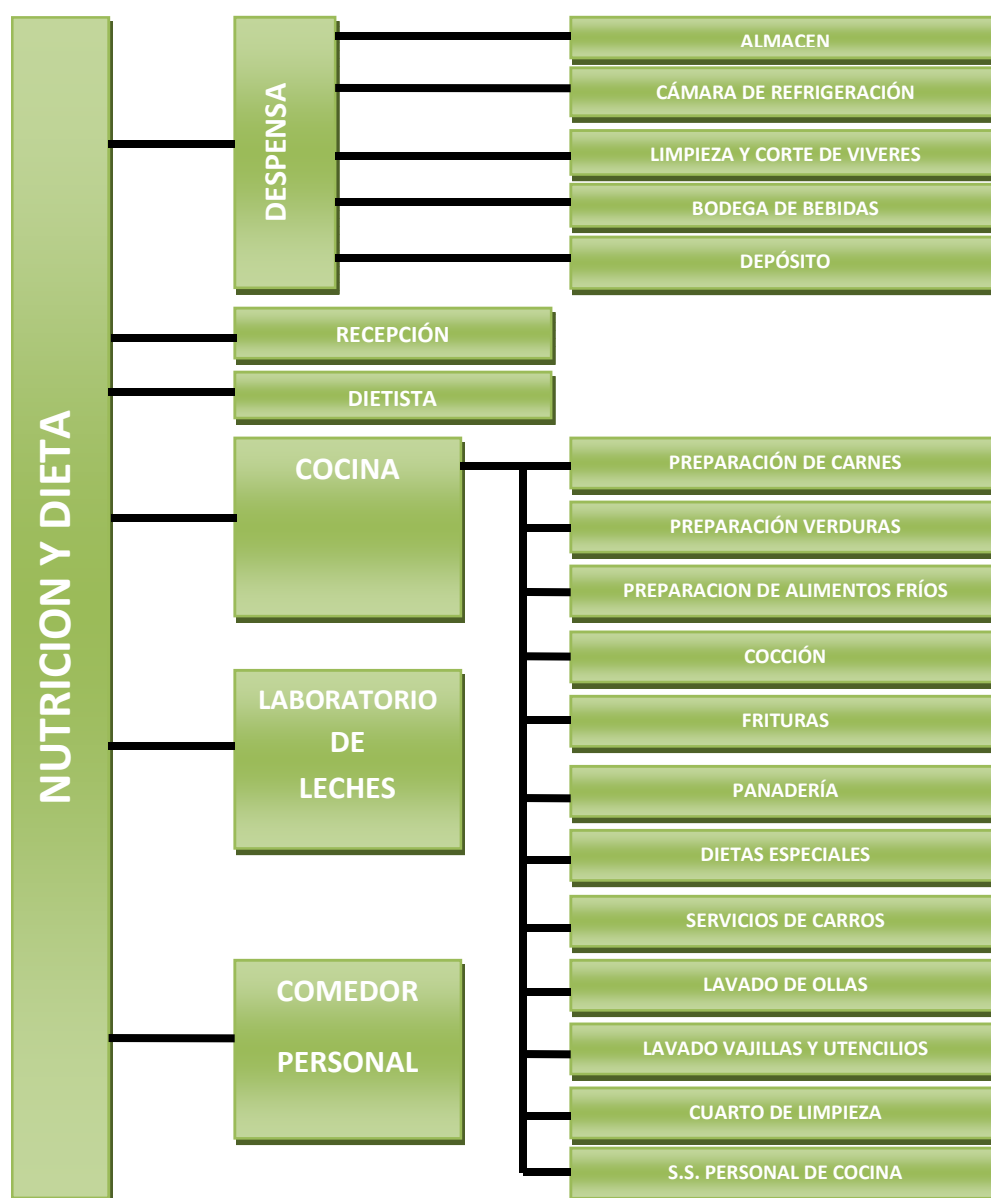 NUTRICION Y DIETA
DESPENSA
ALMACEN
CÁMARA DE REFRIGERACIÓN
LIMPIEZA Y CORTE DE VIVERES
BODEGA DE BEBIDAS
DEPÓSITO
RECEPCIÓN
DIETISTA
COCINA
PREPARACIÓN DE CARNES
PREPARACIÓN VERDURAS
PREPARACION DE ALIMENTOS FRÍOS
COCCIÓN
FRITURAS
PANADERÍA
DIETAS ESPECIALES
SERVICIOS DE CARROS
LAVADO DE OLLAS
LAVADO VAJILLAS Y UTENCILIOS
CUARTO DE LIMPIEZA
S.S. PERSONAL DE COCINA
LABORATORIO
DE
LECHES
COMEDOR
PERSONAL